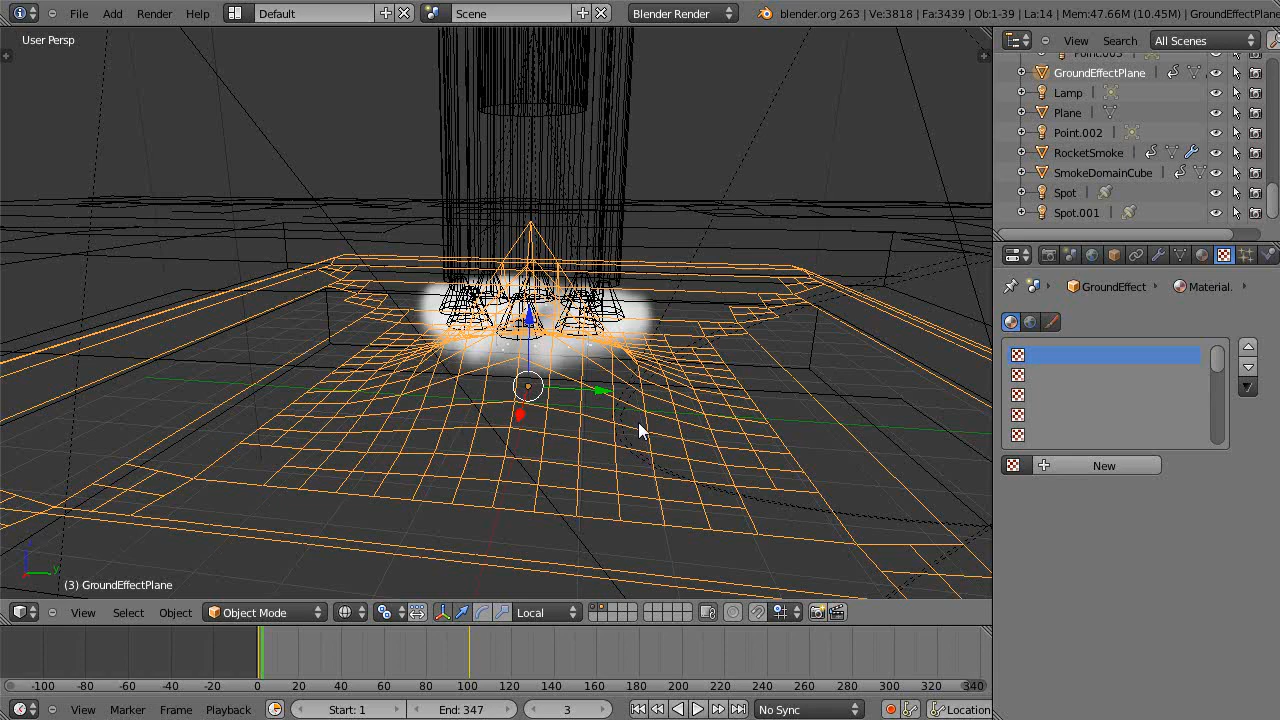 File Add Render Help Default Scene Blender Render blender.org 263 | Ve:3818 | Fa:3439 | Ob:1-39 | La:14 | Mem:47.66M (10.45M) | GroundEffectPlane
User Persp
View Search All Scenes
Point.003
GroundEffectPlane
Lamp
Plane
Point.002
RocketSmoke
SmokeDomainCube
Spot
Spot.001
GroundEffect Material.
New
(3) GroundEffectPlane
View Select Object Object Mode Local
-100 -80 -60 -40 -20 0 20 40 60 80 100 120 140 160 180 200 220 240 260 280 300 320 340
View Marker Frame Playback Start: 1 End: 347 3 No Sync Location